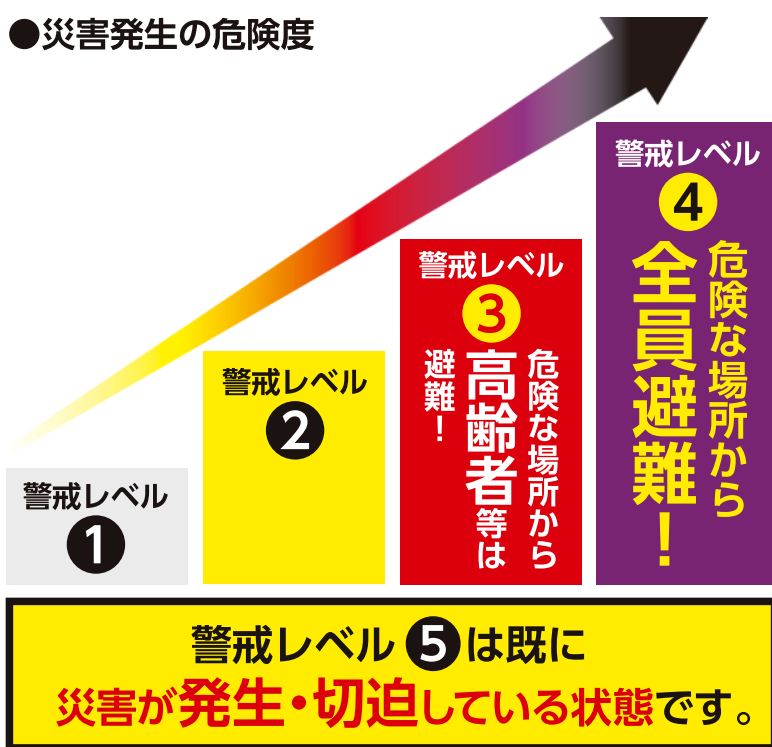 ●災害発生の危険度
警戒レベル
1
警戒レベル
2
警戒レベル
3
危険な場所から
高齢者等は
避難！
警戒レベル
4
危険な場所から
全員避難！
警戒レベル5は既に
災害が発生・切迫している状態です。